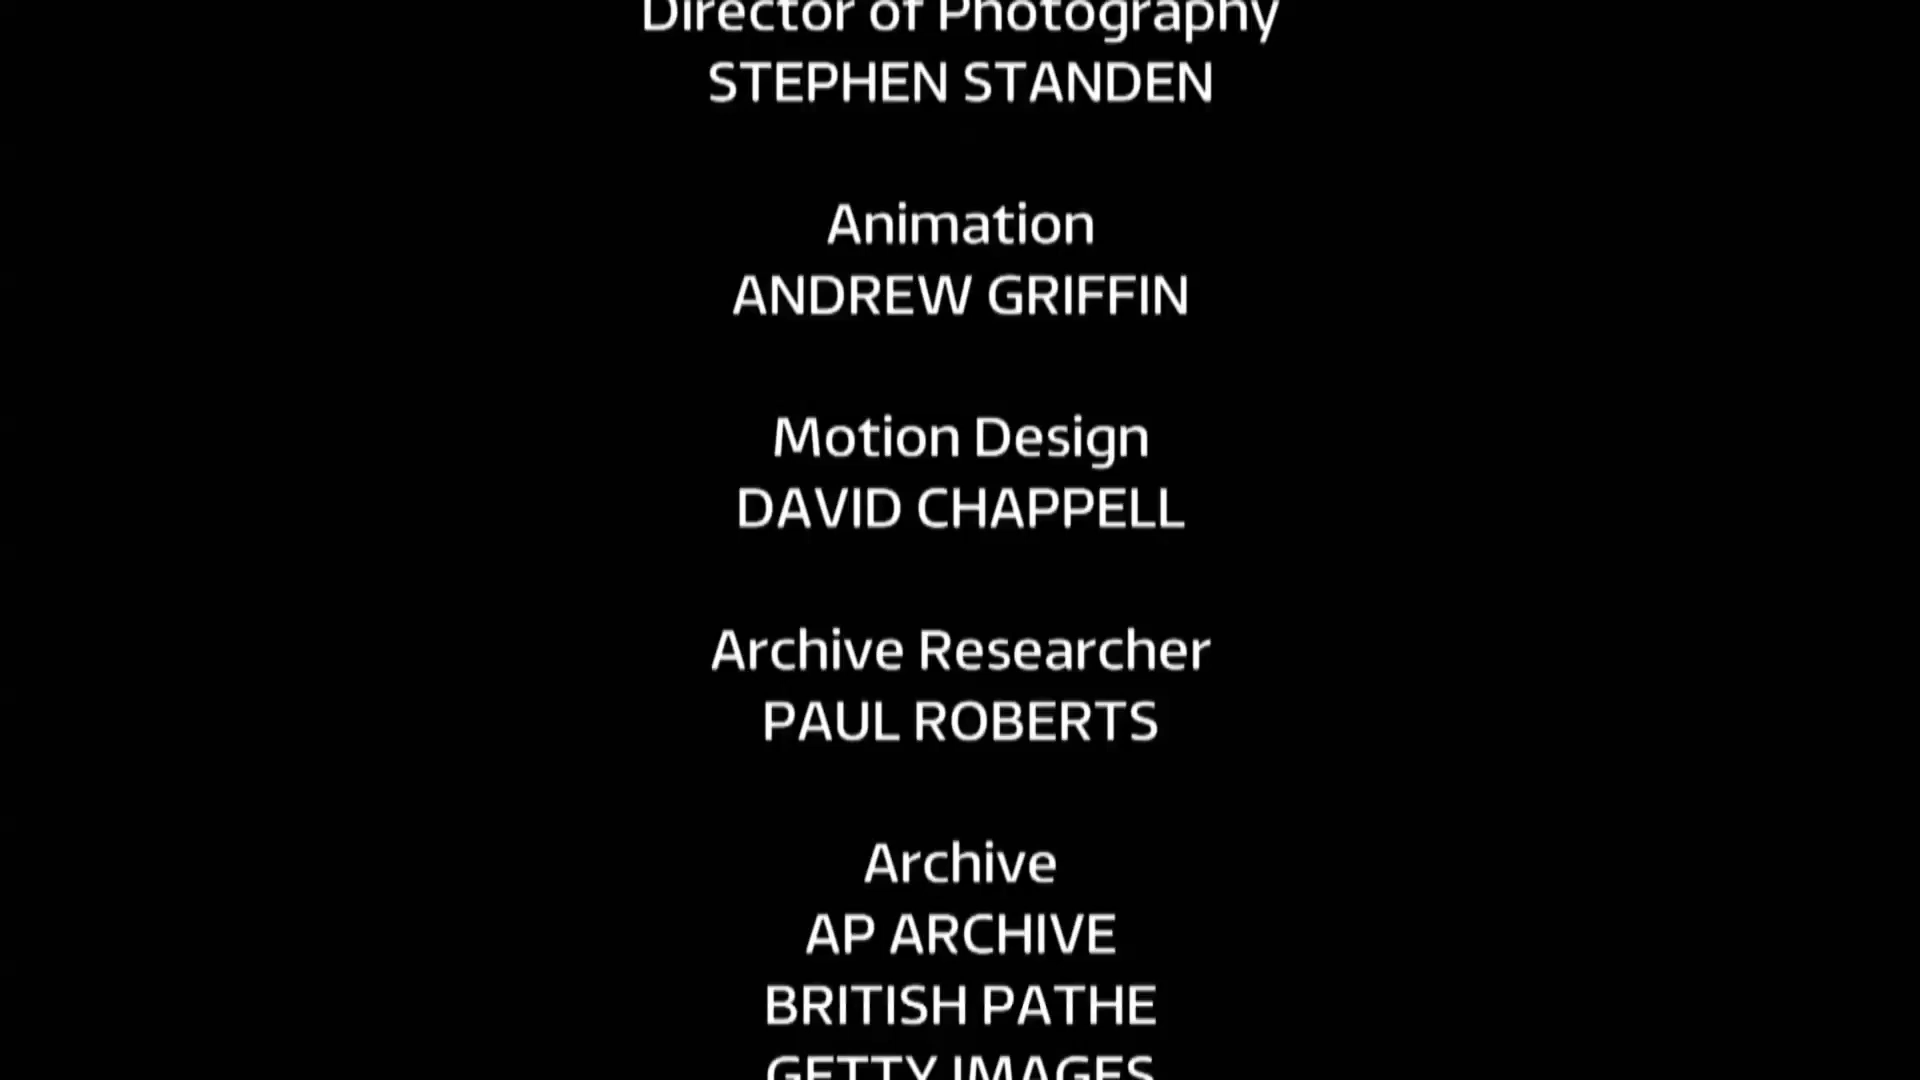 Director of Photography
STEPHEN STANDEN
Animation
ANDREW GRIFFIN
Motion Design
DAVID CHAPPELL
Archive Researcher
PAUL ROBERTS
Archive
AP ARCHIVE
BRITISH PATHE
GETTY IMAGES